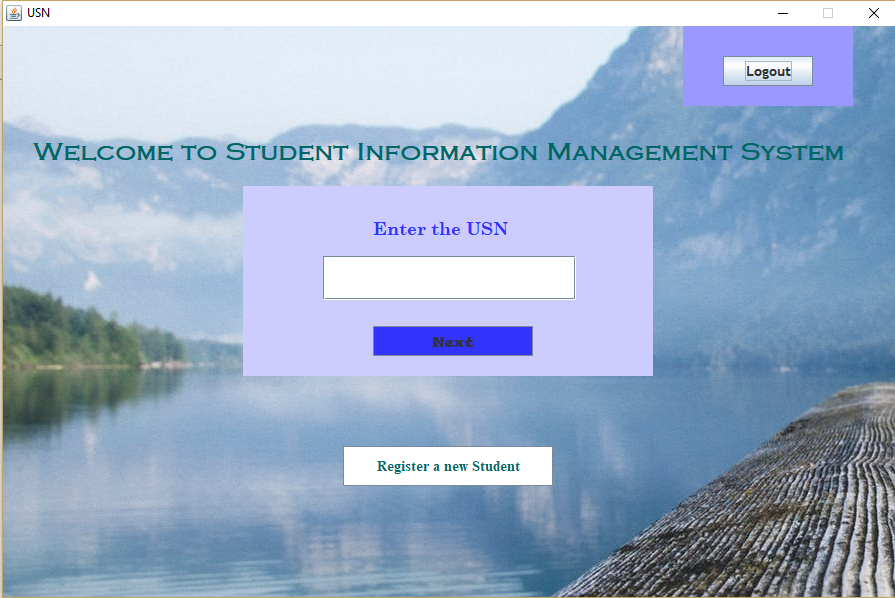 USN
Logout
Welcome to Student Information Management System
Enter the USN
Next
Register a new Student